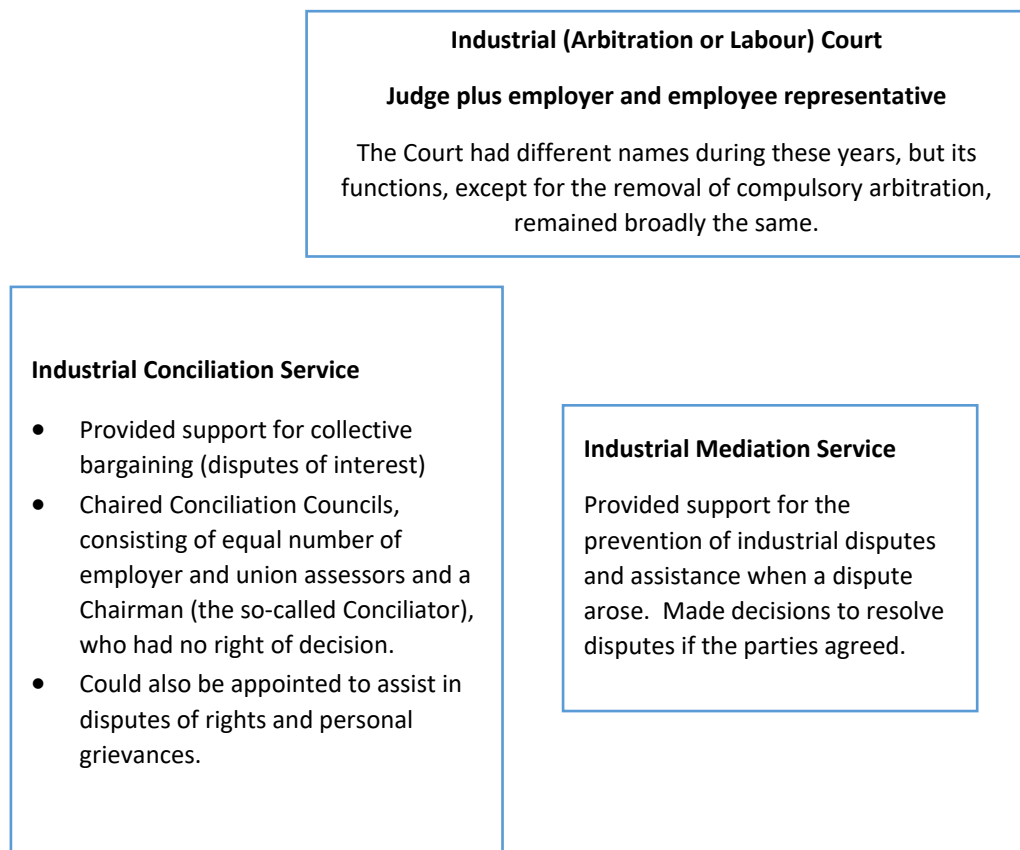 Industrial (Arbitration or Labour) Court
Judge plus employer and employee representative
The Court had different names during these years, but its
functions, except for the removal of compulsory arbitration,
remained broadly the same.
Industrial Conciliation Service
• Provided support for collective
bargaining (disputes of interest)
• Chaired Conciliation Councils,
consisting of equal number of
employer and union assessors and a
Chairman (the so-called Conciliator),
who had no right of decision.
• Could also be appointed to assist in
disputes of rights and personal
grievances.
Industrial Mediation Service
Provided support for the
prevention of industrial disputes
and assistance when a dispute
arose.  Made decisions to resolve
disputes if the parties agreed.